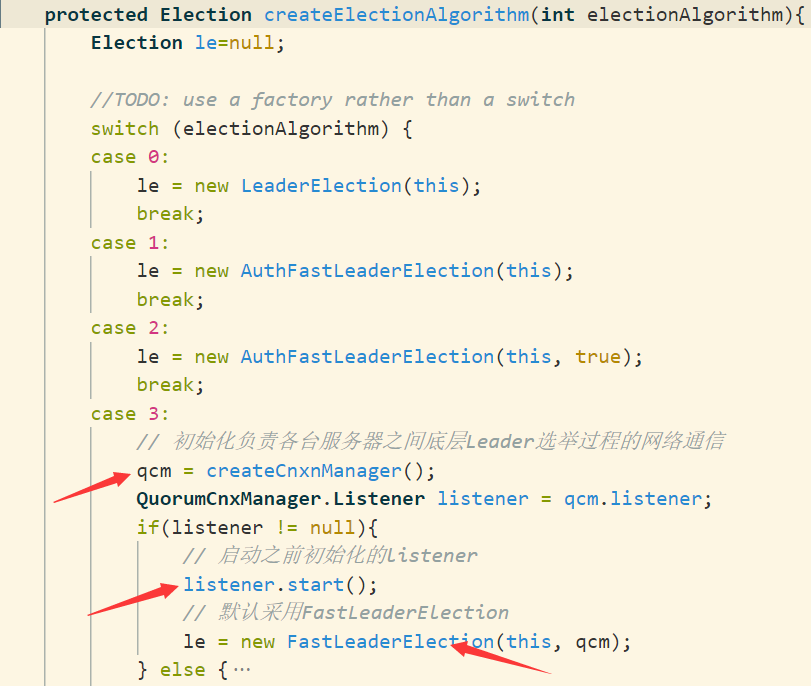 protected Election createElectionAlgorithm(int electionAlgorithm){
Election le=null;
//TODO: use a factory rather than a switch
switch (electionAlgorithm) {
case 0:
le = new LeaderElection(this);
break;
case 1:
le = new AuthFastLeaderElection(this);
break;
case 2:
le = new AuthFastLeaderElection(this, true);
break;
case 3:
// 初始化负责各台服务器之间底层Leader选举过程的网络通信
qcm = createCnxnManager();
QuorumCnxManager.Listener listener = qcm.listener;
if(listener != null){
// 启动之前初始化的listener
listener.start();
// 默认采用FastLeaderElection
le = new FastLeaderElection(this, qcm);
} else {…